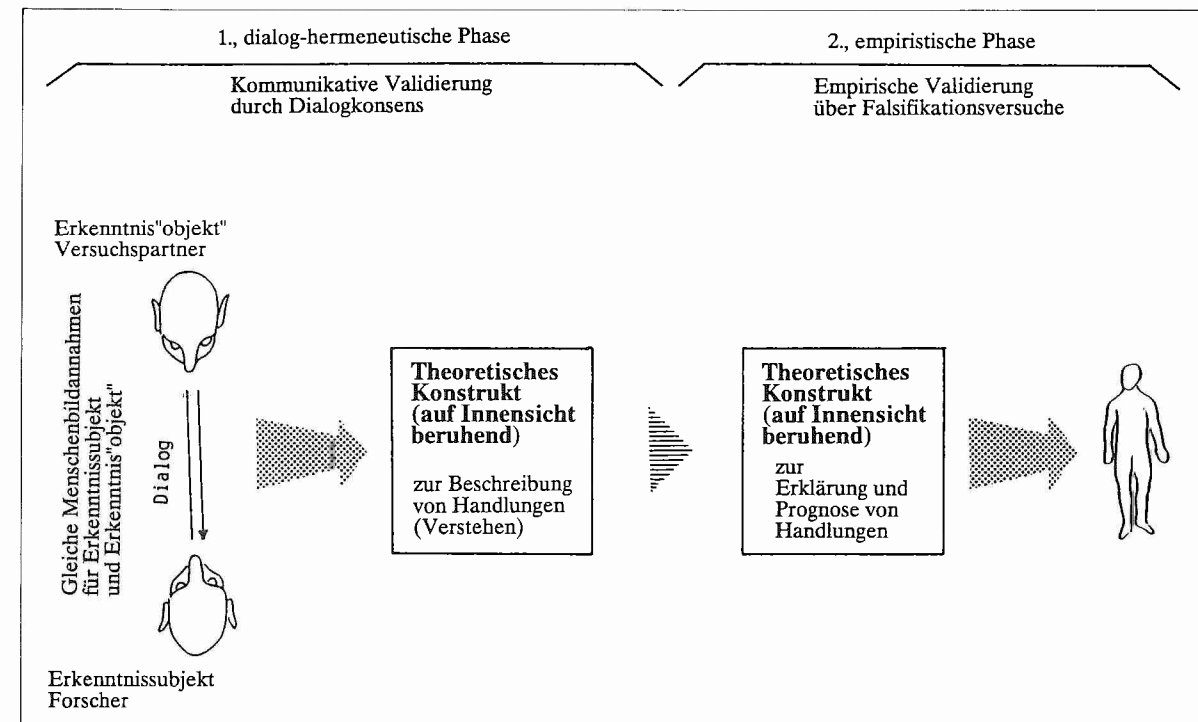 1., dialog-hermeneutische Phase
Kommunikative Validierung
durch Dialogkonsens
2., empiristische Phase
Empirische Validierung
über Falsifikationsversuche
Erkenntnis"objekt"
Versuchspartner
Gleiche Menschenbildannahmen
für Erkenntnissubjekt
und Erkenntnis"objekt"
Dialog
Erkenntnissubjekt
Forscher
Theoretisches
Konstrukt
(auf Innensicht
beruhend)
zur Beschreibung
von Handlungen
(Verstehen)
Theoretisches
Konstrukt
(auf Innensicht
beruhend)
zur
Erklärung und
Prognose von
Handlungen